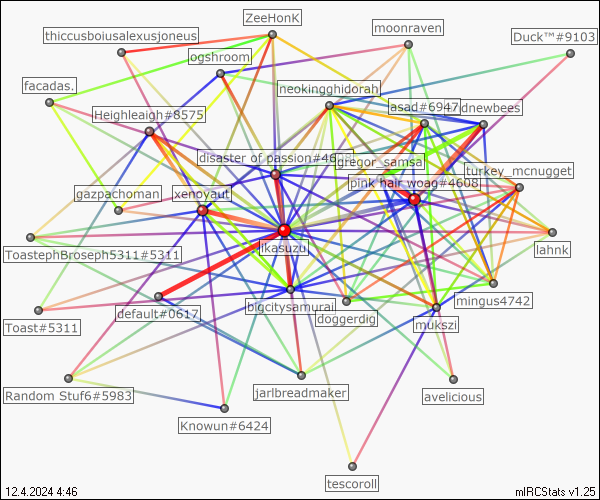 ZeeHonK
thiccusboiusalexusjoneus
moonraven
Duck™#9103
ogshroom
facadas.
neokingghidorah
asad#6947
dnewbees
Heighleaigh#8575
disaster of passion#4608
gregor_samsa
turkey_mcnugget
pink hair woag#4608
gazpachoman
xenoyaut
ToastephBroseph5311#5311
ikasuzu
lahnk
Toast#5311
default#0617
bigcitysamurai
doggerdig
mingus4742
mukszi
Random Stuf6#5983
jarlbreadmaker
avelicious
Knowun#6424
tescoroll
12.4.2024 4:46
mIRCStats v1.25